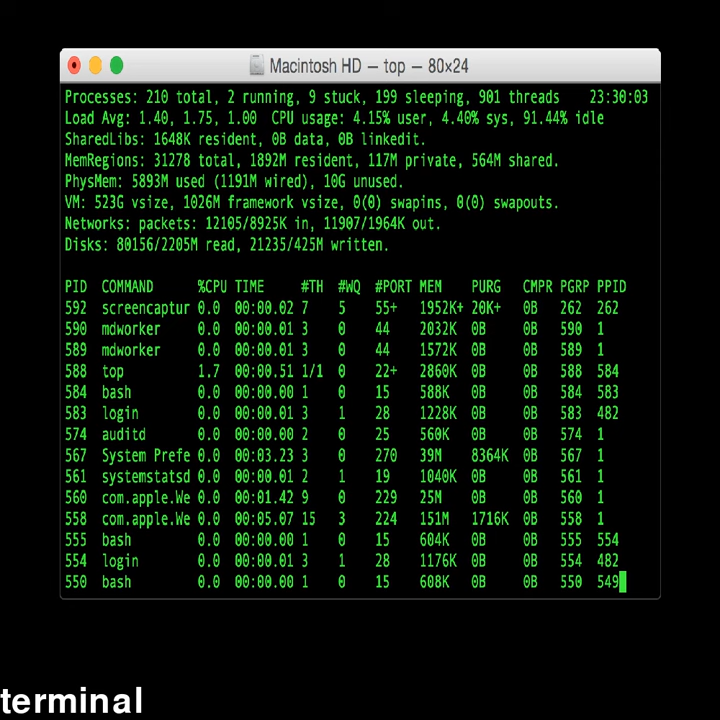 Macintosh HD — top — 80x24
Processes: 210 total, 2 running, 9 stuck, 199 sleeping, 901 threads 23:30:03
Load Avg: 1.40, 1.75, 1.00 CPU usage: 4.15% user, 4.40% sys, 91.44% idle
SharedLibs: 1648K resident, 0B data, 0B linkedit.
MemRegions: 31278 total, 1892M resident, 117M private, 564M shared.
PhysMem: 5893M used (1191M wired), 10G unused.
VM: 523G vsize, 1026M framework vsize, 0(0) swapins, 0(0) swapouts.
Networks: packets: 12105/8925K in, 11907/1964K out.
Disks: 80156/2205M read, 21235/425M written.
PID COMMAND %CPU TIME #TH #WQ #PORT MEM PURG CMPR PGRP PPID
592 screencaptur 0.0 00:00.02 7 5 55+ 1952K+ 20K+ 0B 262 262
590 mdworker 0.0 00:00.01 3 0 44 2032K 0B 0B 590 1
589 mdworker 0.0 00:00.01 3 0 44 1572K 0B 0B 589 1
588 top 1.7 00:00.51 1/1 0 22+ 2860K 0B 0B 588 584
584 bash 0.0 00:00.00 1 0 15 588K 0B 0B 584 583
583 login 0.0 00:00.01 3 1 28 1228K 0B 0B 583 482
574 auditd 0.0 00:00.00 2 0 25 560K 0B 0B 574 1
567 System Prefe 0.0 00:03.23 3 0 270 39M 8364K 0B 567 1
561 systemstatsd 0.0 00:00.01 2 1 19 1040K 0B 0B 561 1
560 com.apple.We 0.0 00:01.42 9 0 229 25M 0B 0B 560 1
558 com.apple.We 0.0 00:05.07 15 3 224 151M 1716K 0B 558 1
555 bash 0.0 00:00.00 1 0 15 604K 0B 0B 555 554
554 login 0.0 00:00.01 3 1 28 1176K 0B 0B 554 482
550 bash 0.0 00:00.00 1 0 15 608K 0B 0B 550 549
terminal